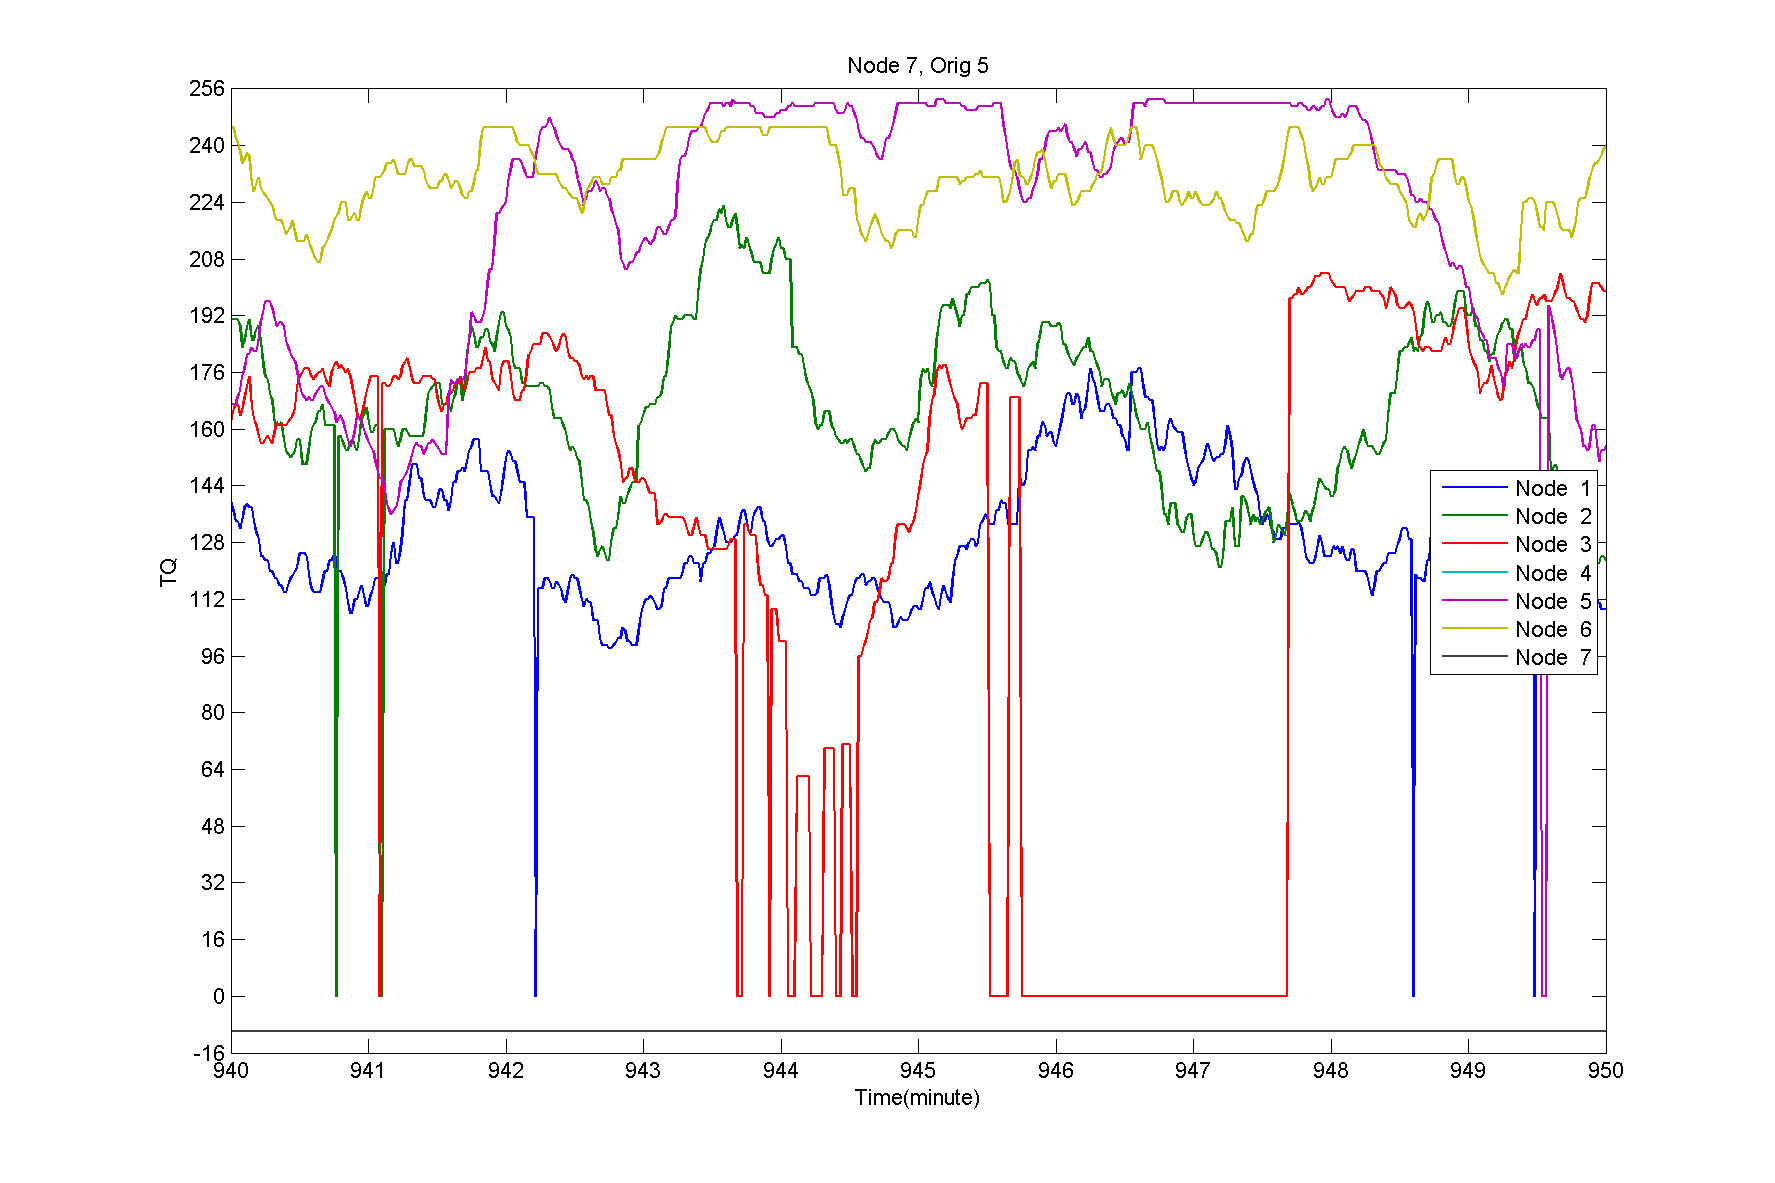 Node 7, Orig 5
256
240
224
208
192
176
160
144
128
112
96
80
64
48
32
16
0
-16
TQ
Node 1
Node 2
Node 3
Node 4
Node 5
Node 6
Node 7
940 941 942 943 944 945 946 947 948 949 950
Time(minute)